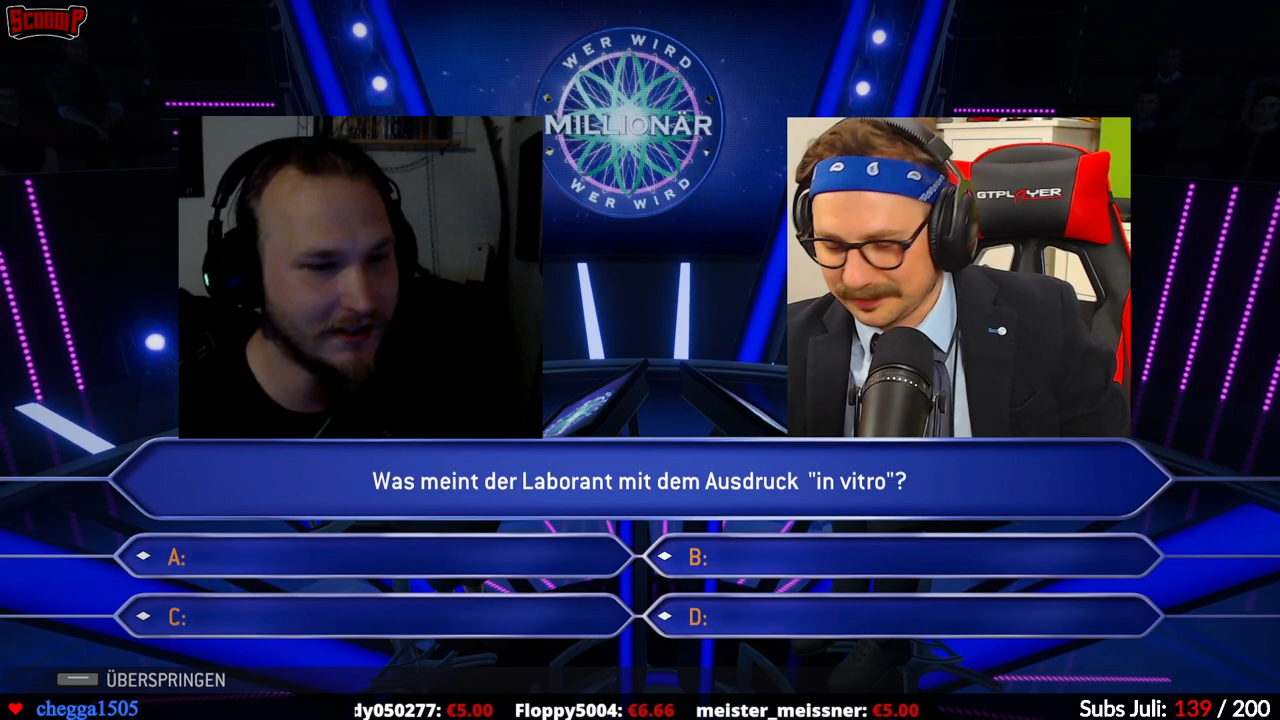 ScoooiP
WER WIRD
MILLIONÄR
WER WIRD
GTPLAYER
Was meint der Laborant mit dem Ausdruck "in vitro"?
A:
B:
C:
D:
ÜBERSPRINGEN
chegga1505
dy050277: €5.00 Floppy5004: €6.66 meister_meissner: €5.00
Subs Juli: 139 / 200